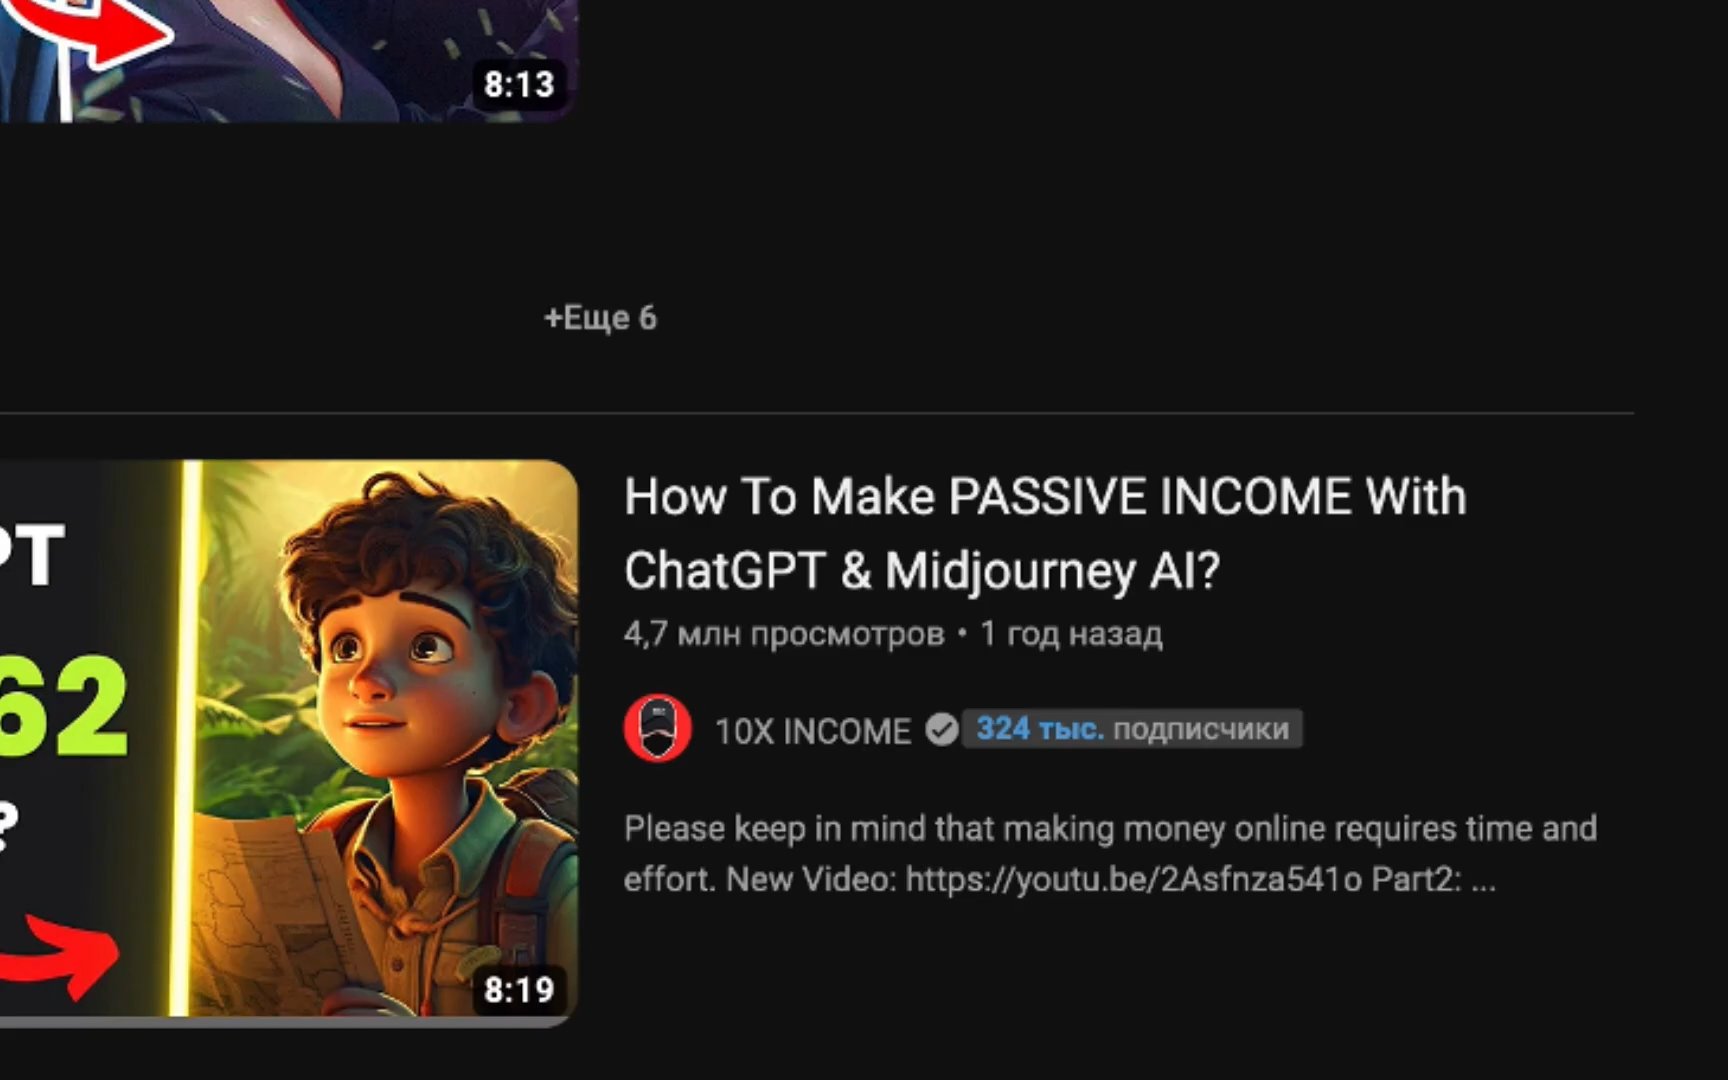 8:13
+Еще 6
PT
62
?
8:19
How To Make PASSIVE INCOME With
ChatGPT & Midjourney AI?
4,7 млн просмотров • 1 год назад
10X INCOME 324 тыс. подписчики
Please keep in mind that making money online requires time and
effort. New Video: https://youtu.be/2Asfnza541o Part2: ...